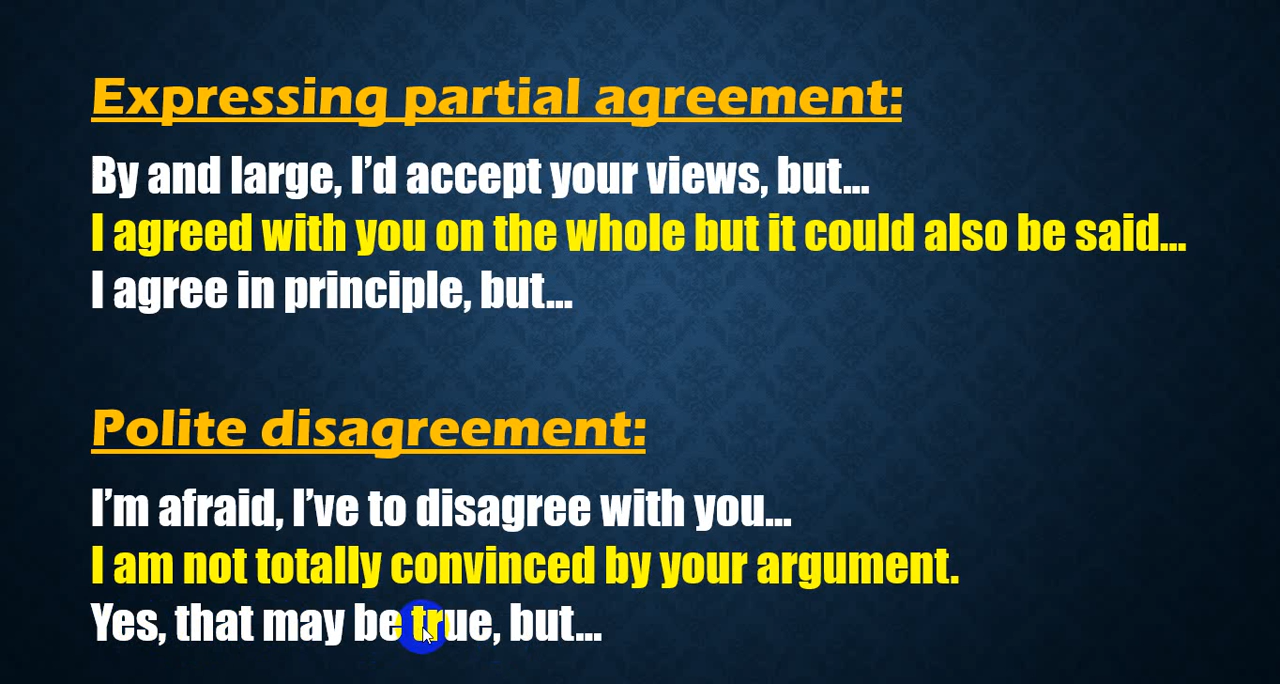 Expressing partial agreement:
By and large, I’d accept your views, but...
I agreed with you on the whole but it could also be said...
I agree in principle, but...
Polite disagreement:
I’m afraid, I’ve to disagree with you...
I am not totally convinced by your argument.
Yes, that may be true, but...